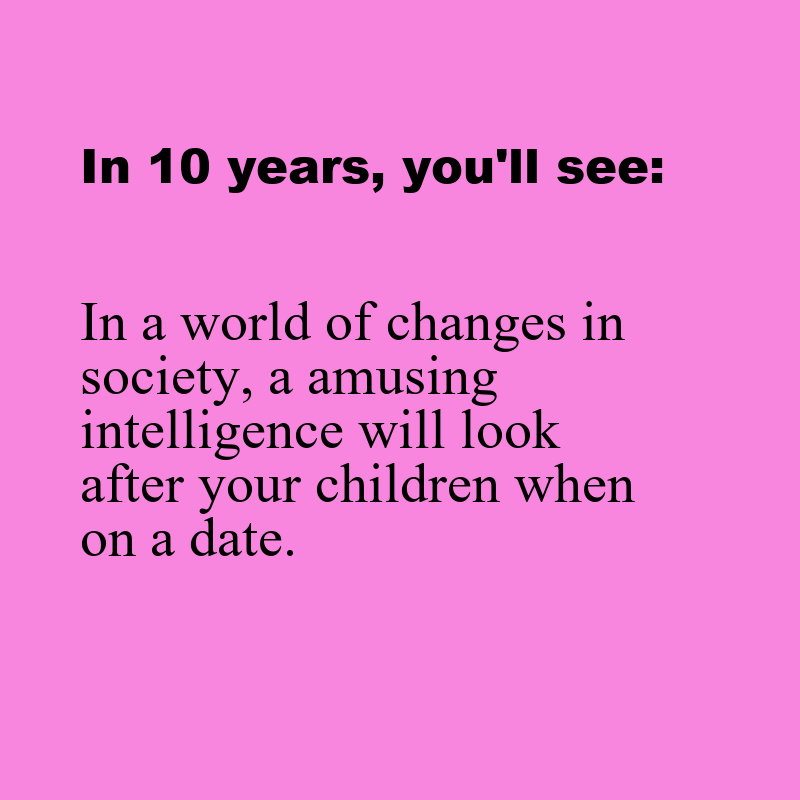 In 10 years, you'll see:
In a world of changes in
society, a amusing
intelligence will look
after your children when
on a date.